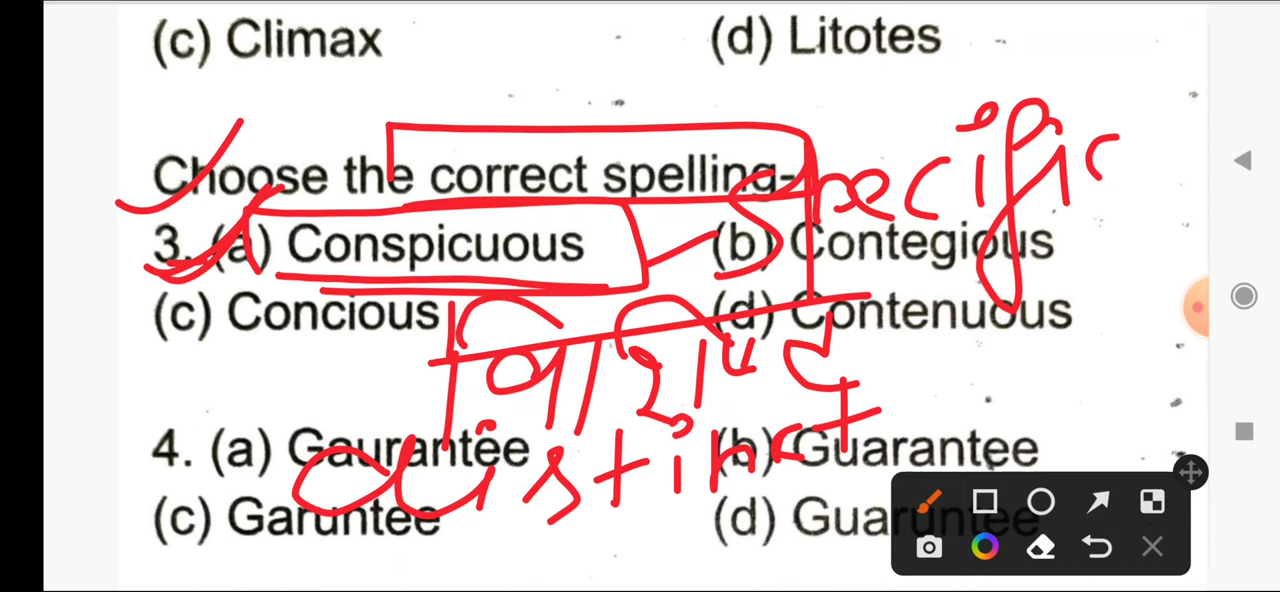 (c) Climax (d) Litotes
Choose the correct spelling-
specific
3. (a) Conspicuous (b) Contegious
(c) Concious (d) Contenuous
distinct
4. (a) Gaurantee (b) Guarantee
(c) Garuntee (d) Guaruntee